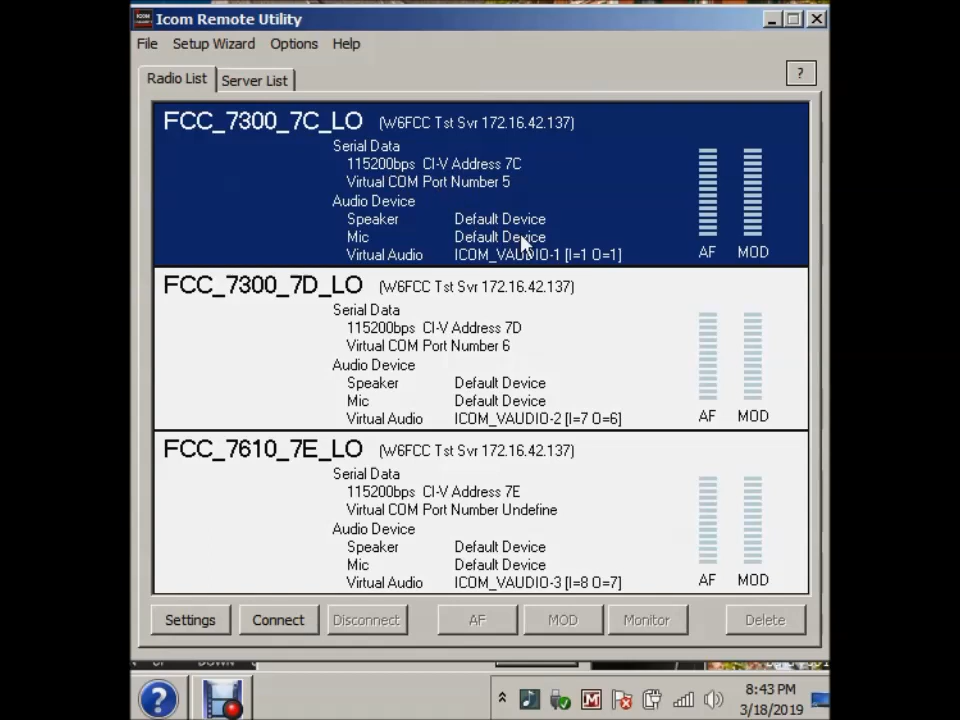 Icom Remote Utility
File Setup Wizard Options Help
Radio List Server List ?
FCC_7300_7C_LO (W6FCC Tst Svr 172.16.42.137)
Serial Data
115200bps CI-V Address 7C
Virtual COM Port Number 5
Audio Device
Speaker Default Device
Mic Default Device
Virtual Audio ICOM_VAUDIO-1 [I=1 O=1]
AF MOD
FCC_7300_7D_LO (W6FCC Tst Svr 172.16.42.137)
Serial Data
115200bps CI-V Address 7D
Virtual COM Port Number 6
Audio Device
Speaker Default Device
Mic Default Device
Virtual Audio ICOM_VAUDIO-2 [I=7 O=6]
AF MOD
FCC_7610_7E_LO (W6FCC Tst Svr 172.16.42.137)
Serial Data
115200bps CI-V Address 7E
Virtual COM Port Number Undefine
Audio Device
Speaker Default Device
Mic Default Device
Virtual Audio ICOM_VAUDIO-3 [I=8 O=7]
AF MOD
Settings Connect Disconnect AF MOD Monitor Delete
8:43 PM
3/18/2019